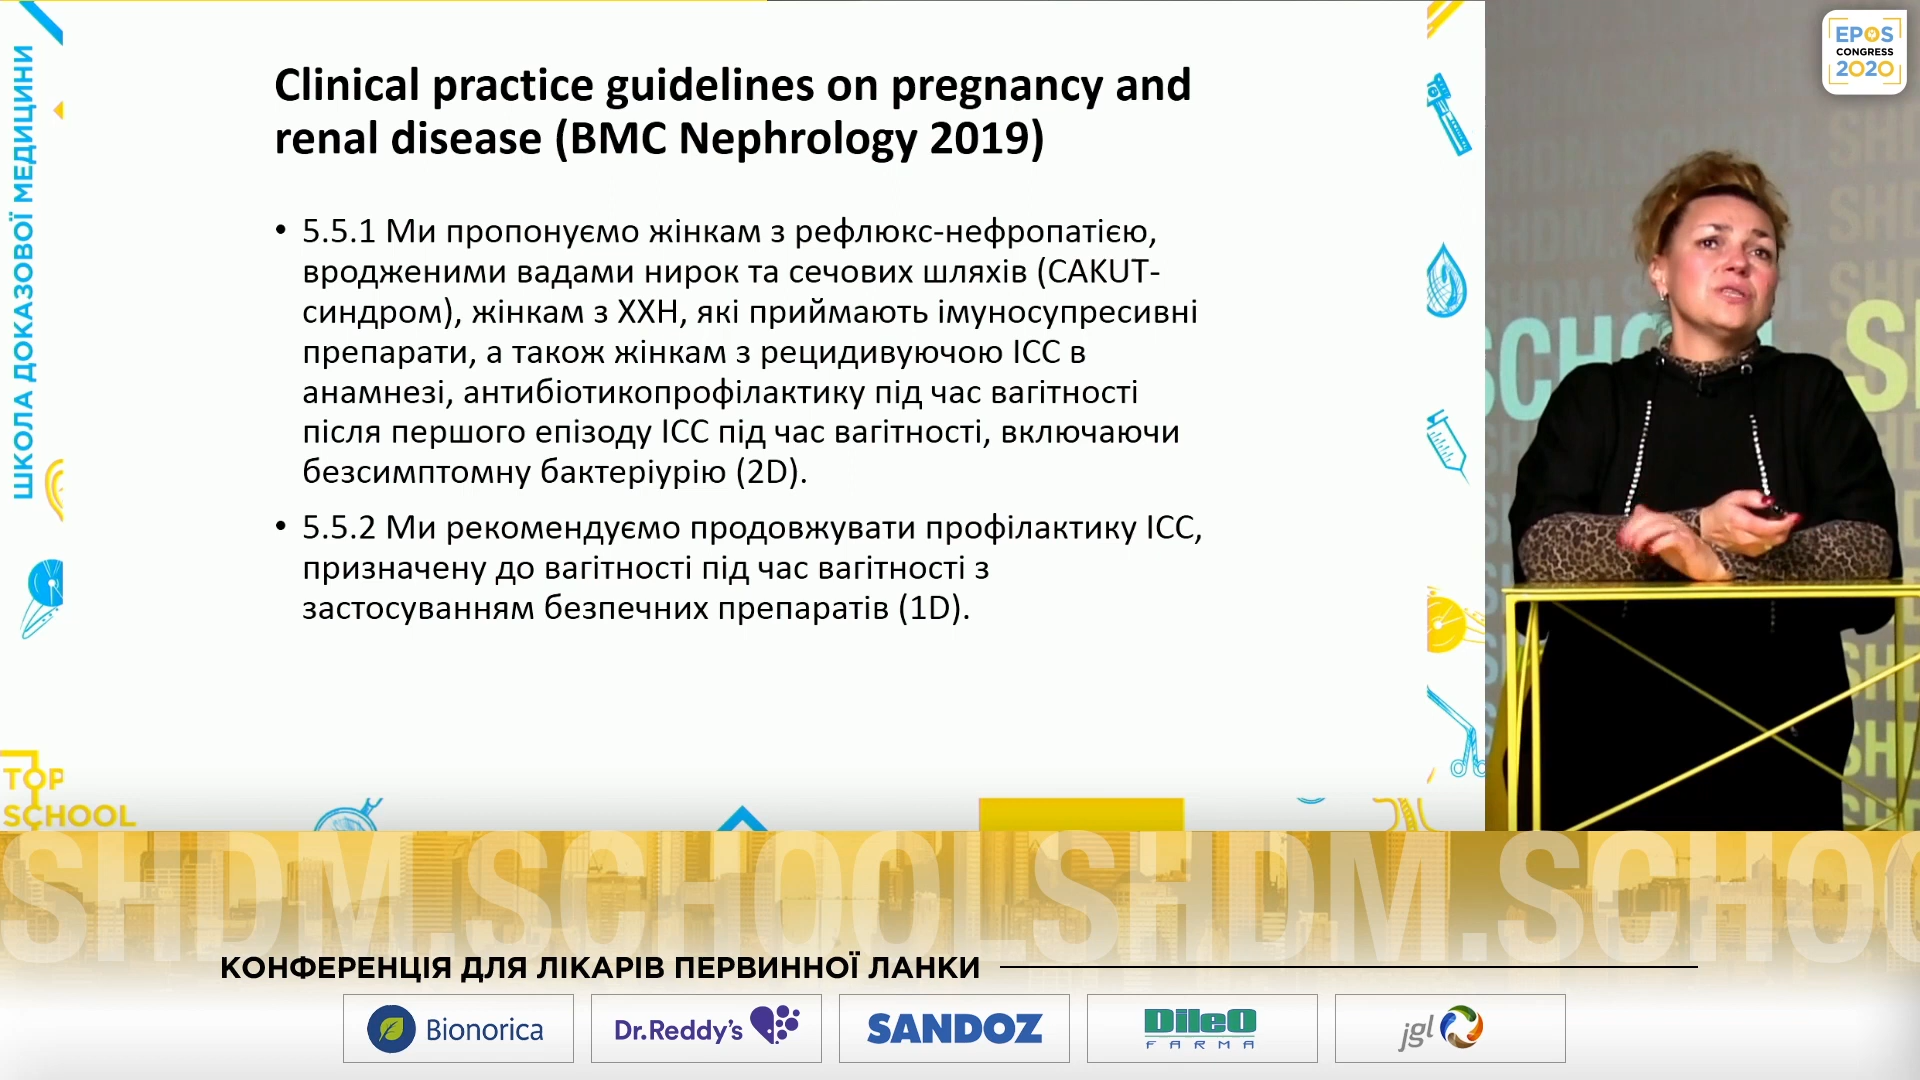 ШКОЛА ДОКАЗОВОЇ МЕДИЦИНИ
Clinical practice guidelines on pregnancy and
renal disease (BMC Nephrology 2019)
• 5.5.1 Ми пропонуємо жінкам з рефлюкс-нефропатією,
вродженими вадами нирок та сечових шляхів (CAKUT-
синдром), жінкам з ХХН, які приймають імуносупресивні
препарати, а також жінкам з рецидивуючою ІСС в
анамнезі, антибіотикопрофілактику під час вагітності
після першого епізоду ІСС під час вагітності, включаючи
безсимптомну бактеріурію (2D).
• 5.5.2 Ми рекомендуємо продовжувати профілактику ІСС,
призначену до вагітності під час вагітності з
застосуванням безпечних препаратів (1D).
EPOS
CONGRESS
2020
SCHOOL
TOP
SCHOOL
SHDM.SCHOOL SHDM.SCHOO
КОНФЕРЕНЦІЯ ДЛЯ ЛІКАРІВ ПЕРВИННОЇ ЛАНКИ
Bionorica
Dr.Reddy's
SANDOZ
DileO
FARMA
jgl